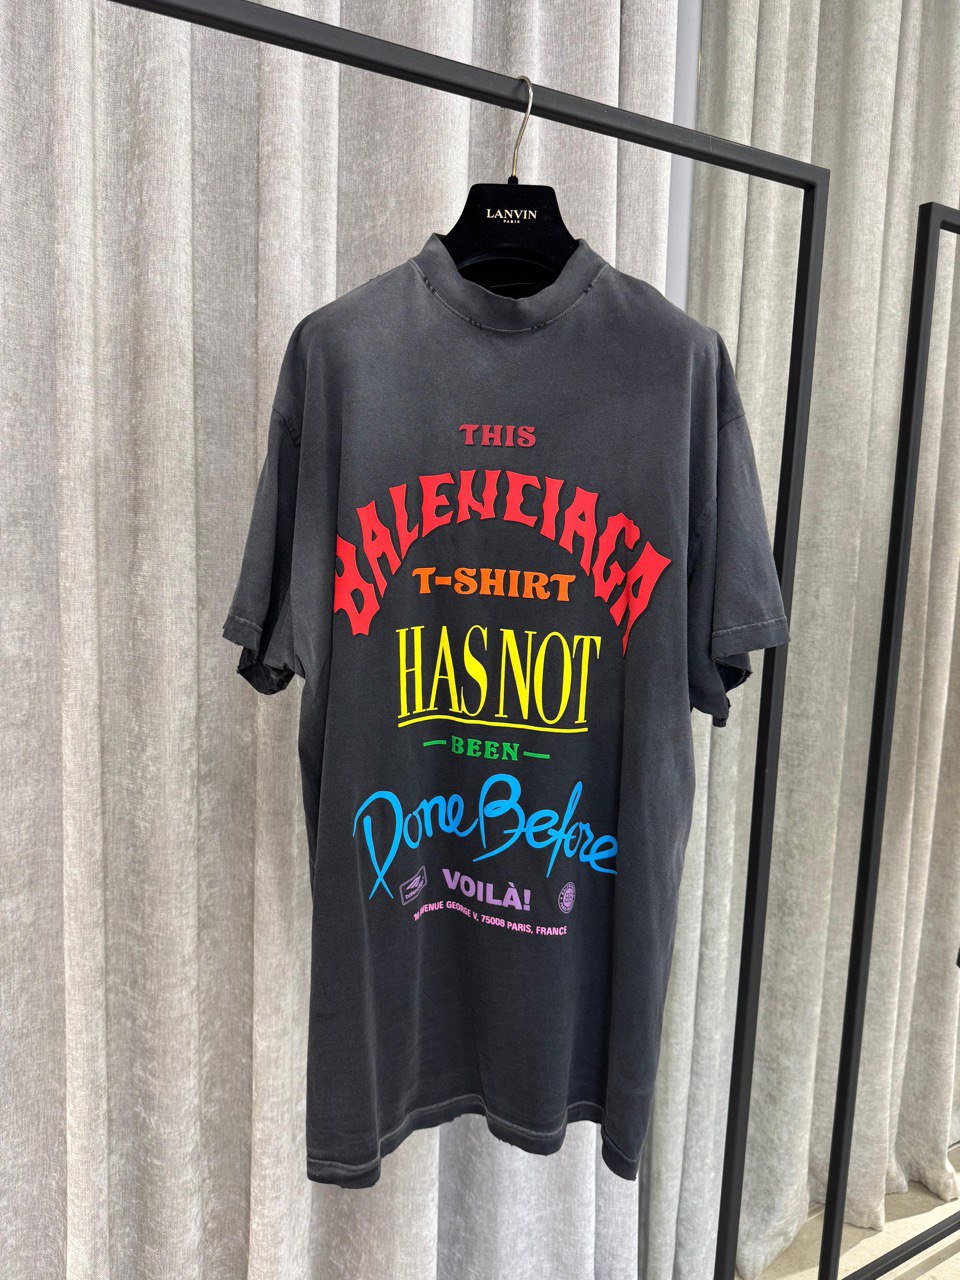 LANVIN
PARIS
THIS
BALENCIAGA
T-SHIRT
HAS NOT
—BEEN—
Done Before
VOILÀ!
AVENUE GEORGE V, 75008 PARIS, FRANCE